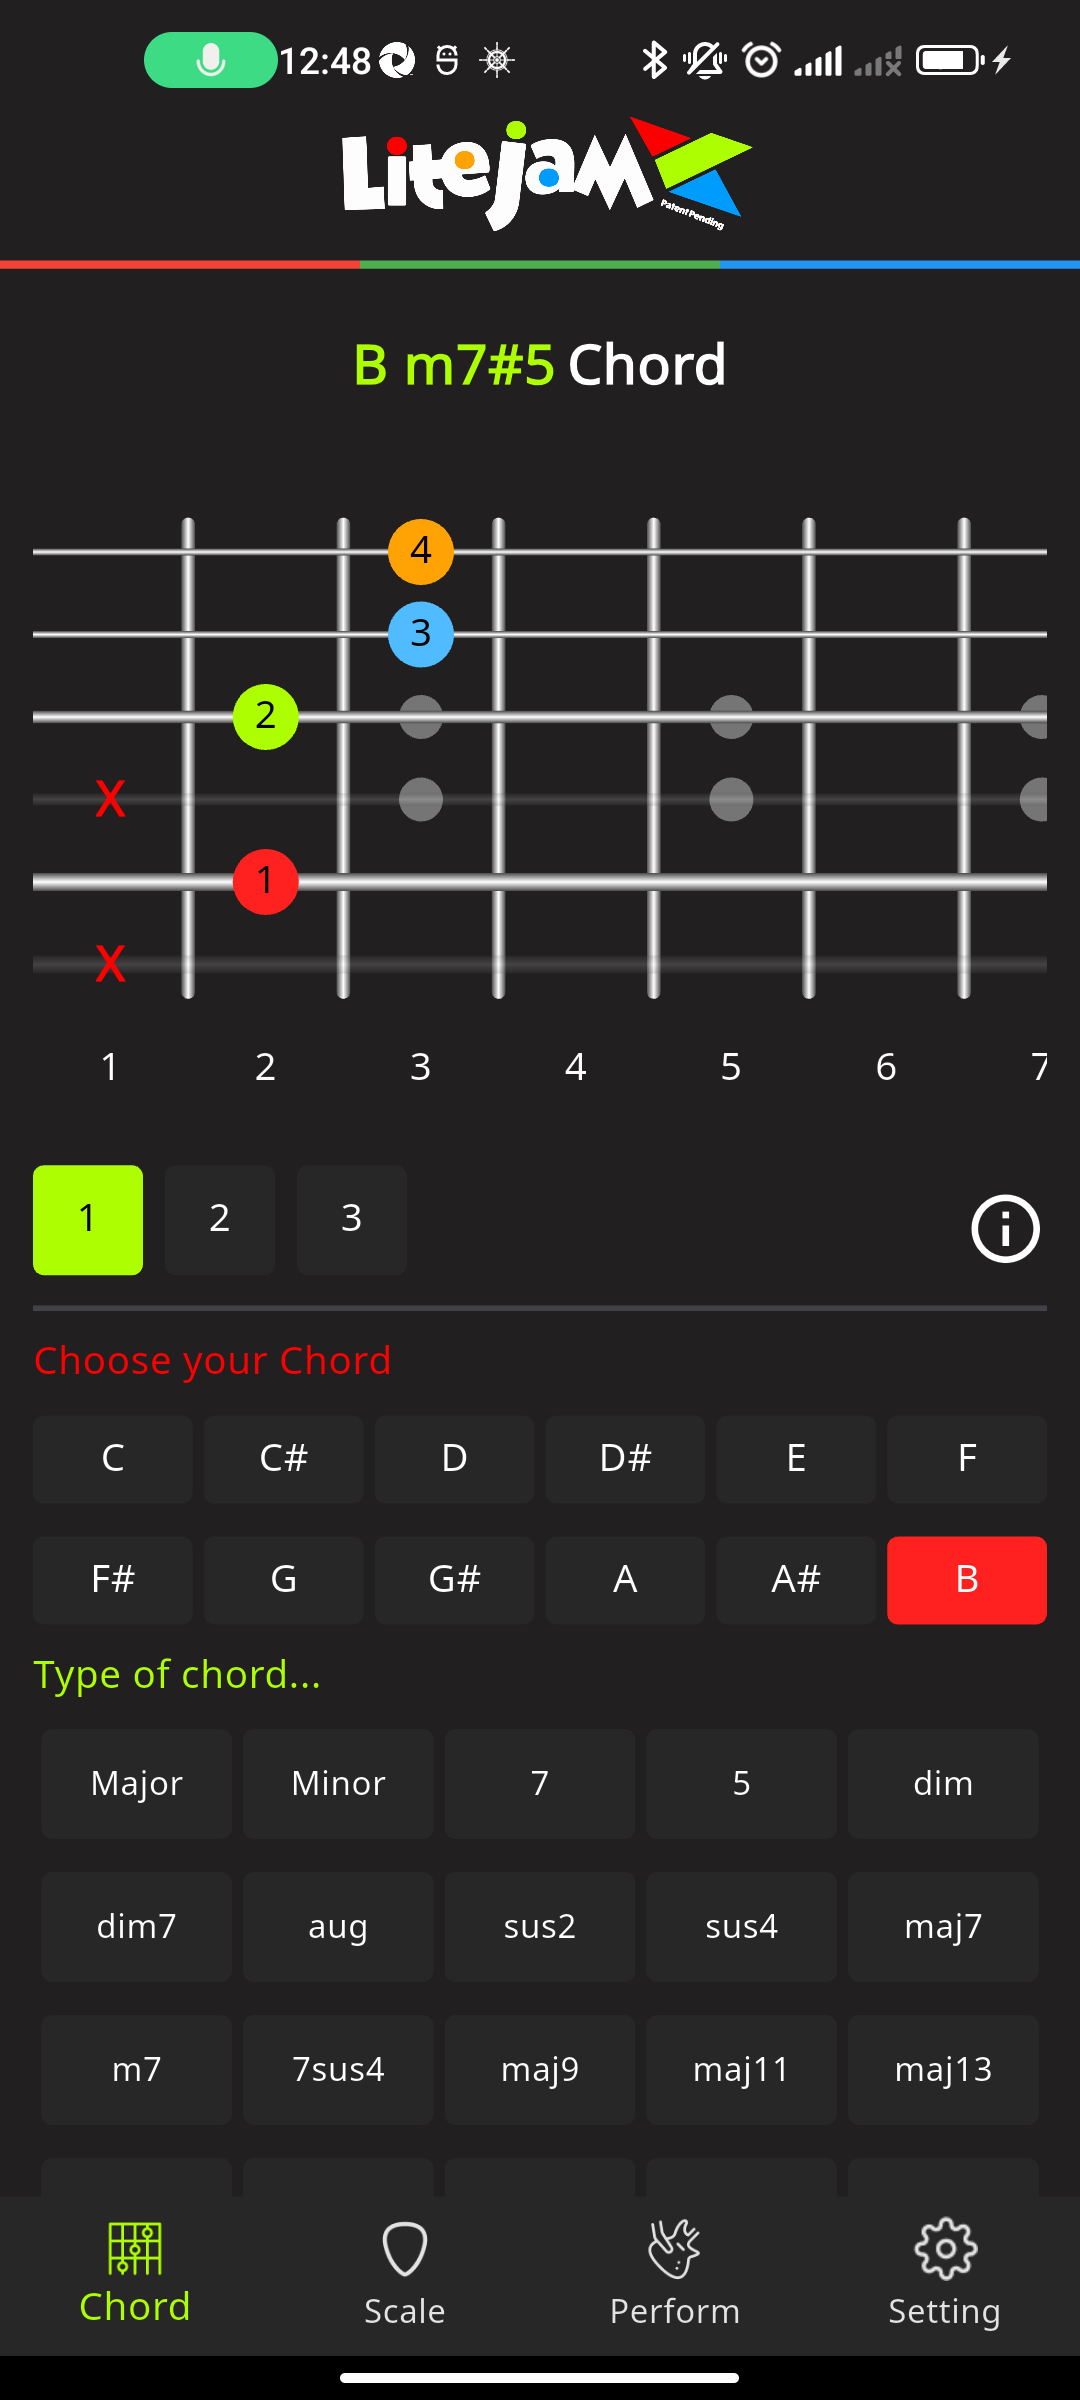 12:48
Litejam
Patent Pending
B m7#5 Chord
4
3
2
X
1
X
1 2 3 4 5 6 7
1 2 3
Choose your Chord
C C# D D# E F
F# G G# A A# B
Type of chord...
Major Minor 7 5 dim
dim7 aug sus2 sus4 maj7
m7 7sus4 maj9 maj11 maj13
Chord Scale Perform Setting